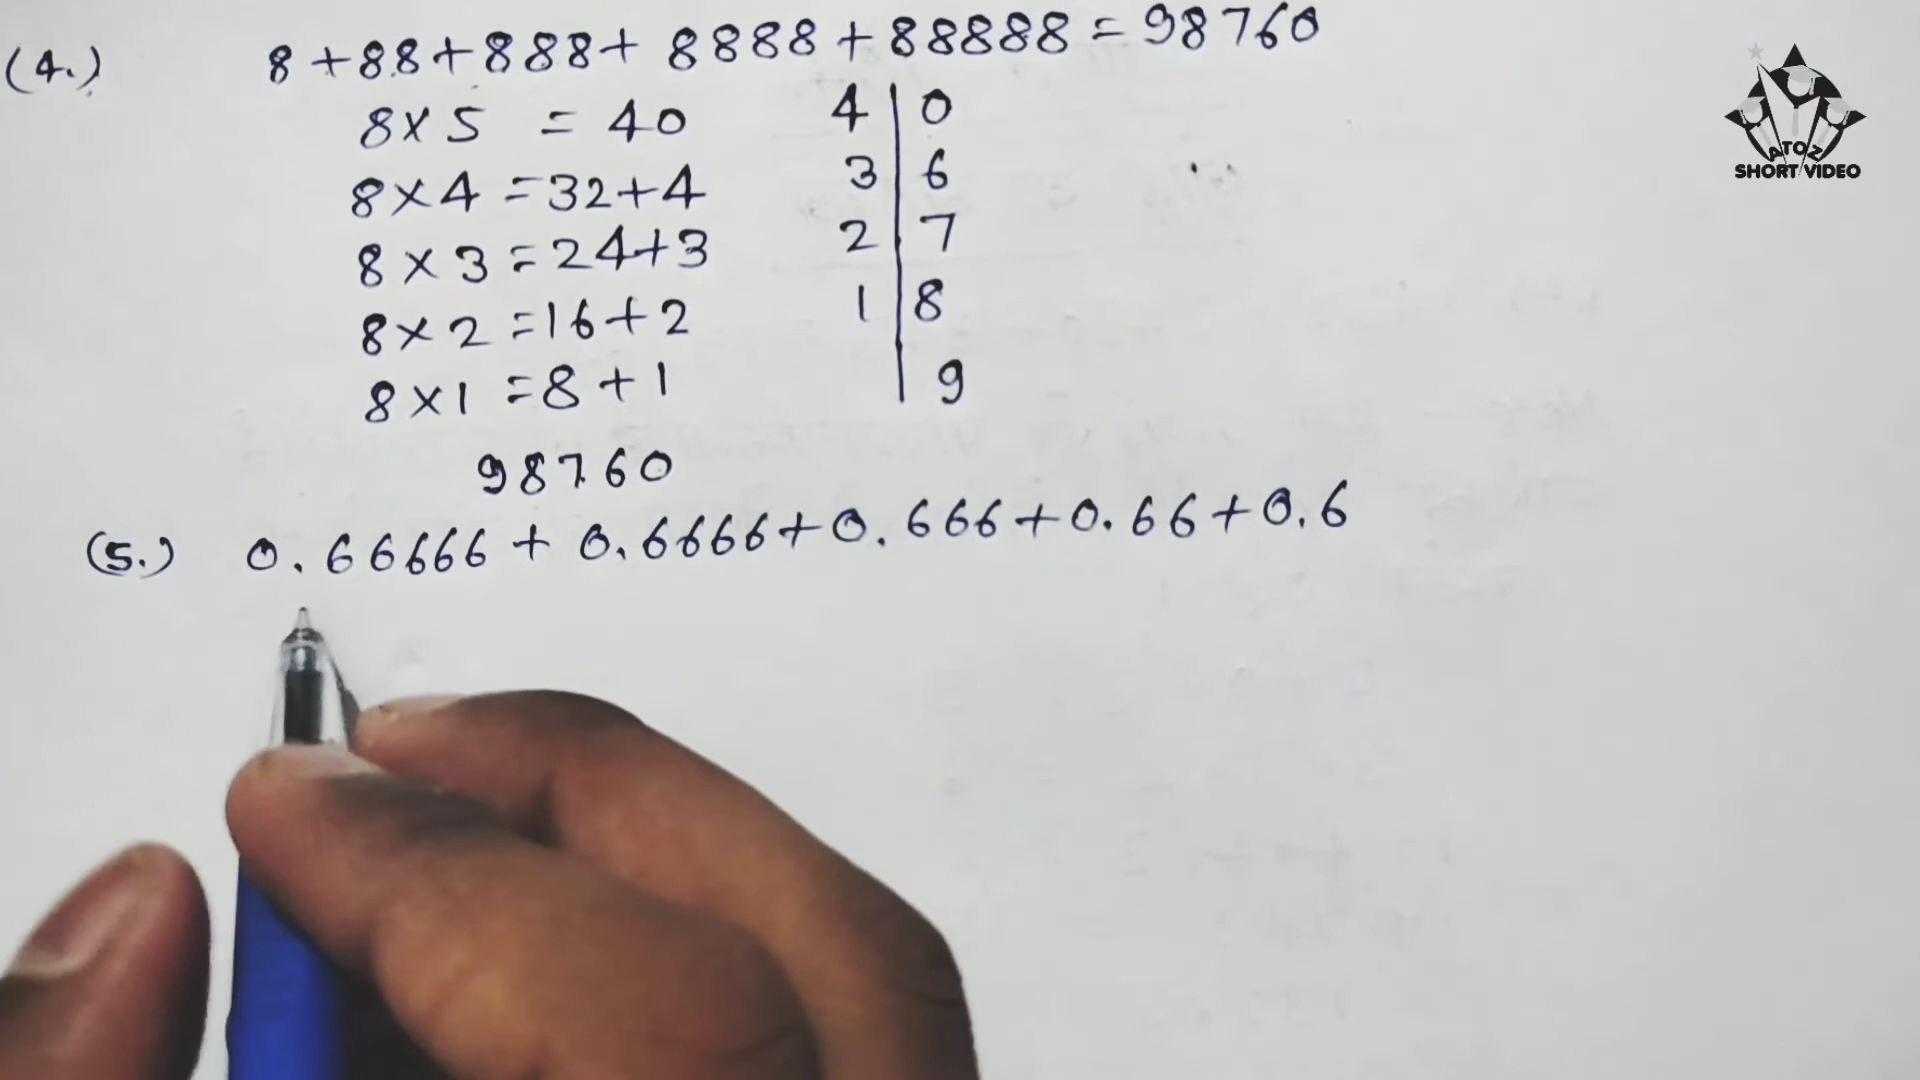 (4.) 8+88+888+8888+88888=98760
8×5 = 40 4 | 0
8×4 =32+4 3 | 6
8×3=24+3 2 | 7
8×2=16+2 1 | 8
8×1=8+1 | 9
98760
(5.) 0.66666+0.6666+0.666+0.66+0.6
A TO Z
SHORT VIDEO